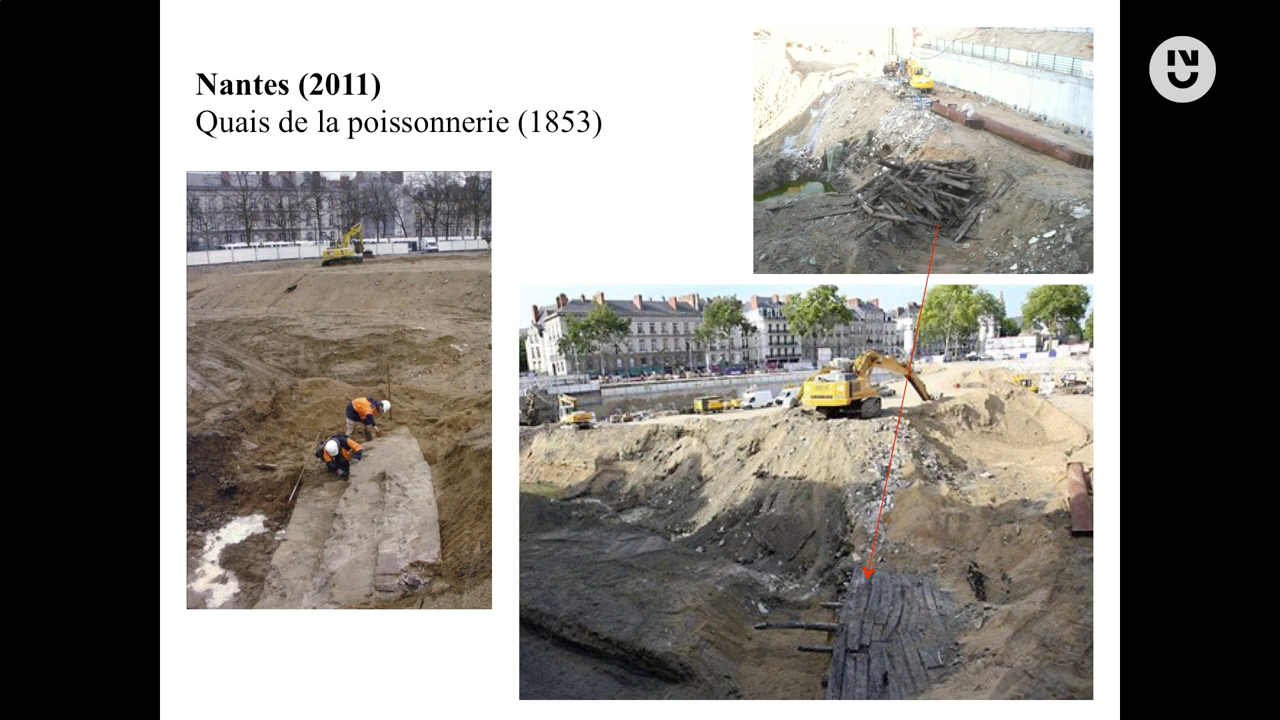 Nantes (2011)
Quais de la poissonnerie (1853)